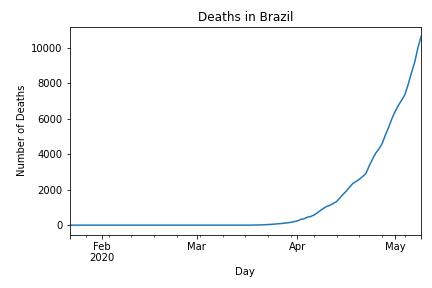 Deaths in Brazil
Number of Deaths
10000
8000
6000
4000
2000
0
Feb
2020
Mar
Apr
May
Day